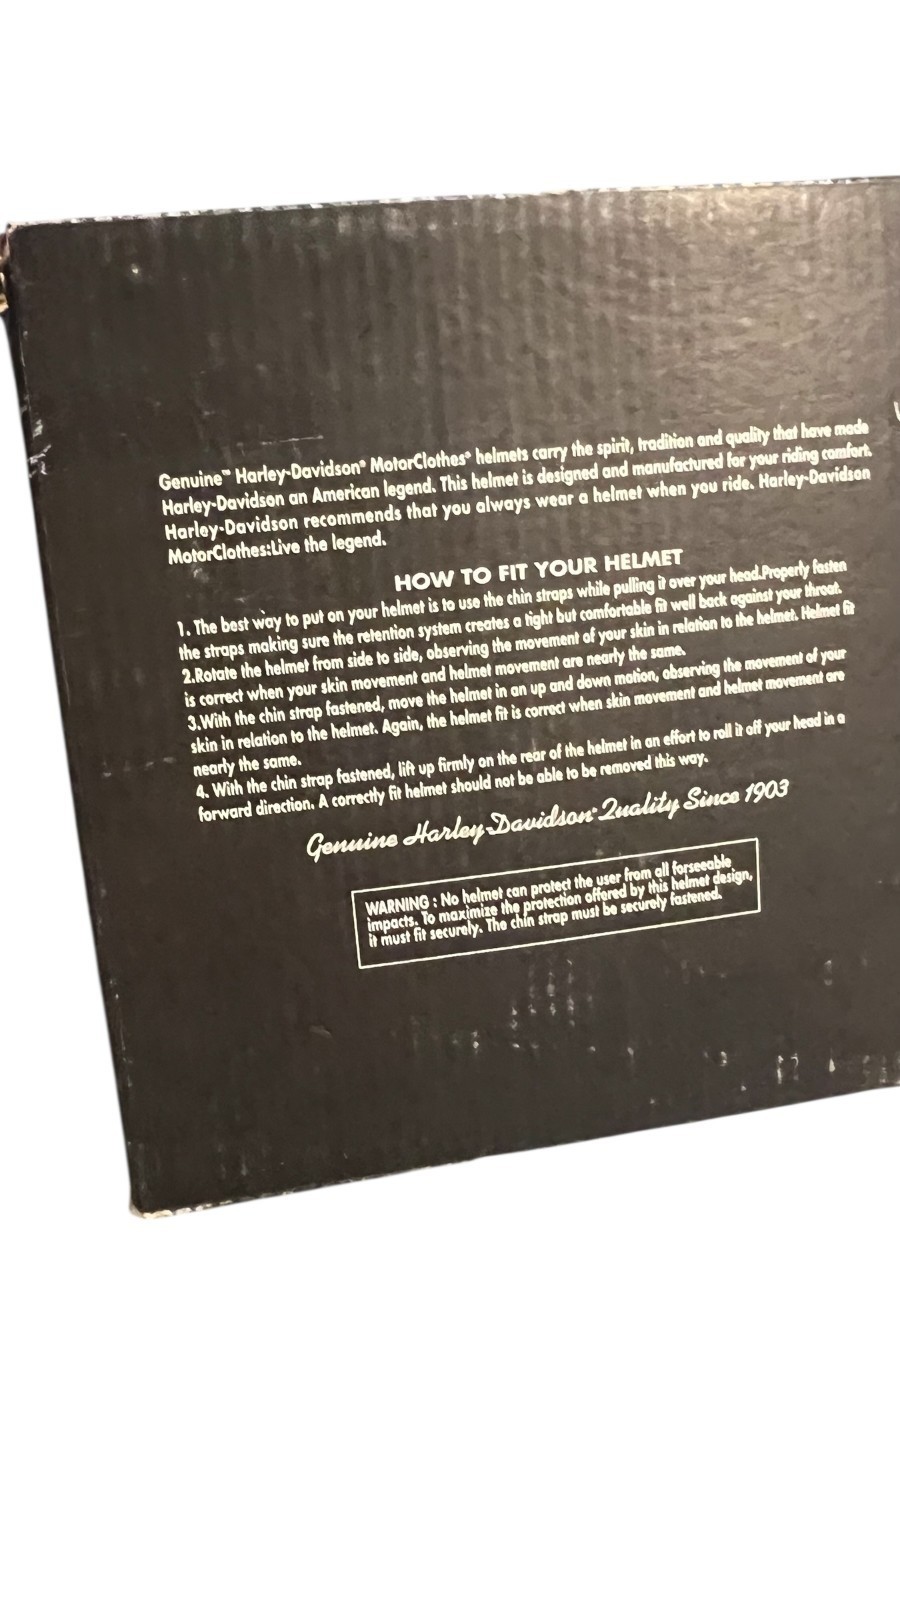 Genuine™ Harley-Davidson® MotorClothes® helmets carry the spirit, tradition and quality that have made
Harley-Davidson an American legend. This helmet is designed and manufactured for your riding comfort.
Harley-Davidson recommends that you always wear a helmet when you ride. Harley-Davidson
MotorClothes:Live the legend.
HOW TO FIT YOUR HELMET
1. The best way to put on your helmet is to use the chin straps while pulling it over your head.Properly fasten
the straps making sure the retention system creates a tight but comfortable fit well back against your throat.
2.Rotate the helmet from side to side, observing the movement of your skin in relation to the helmet. Helmet fit
is correct when your skin movement and helmet movement are nearly the same.
3.With the chin strap fastened, move the helmet in an up and down motion, observing the movement of your
skin in relation to the helmet. Again, the helmet fit is correct when skin movement and helmet movement are
nearly the same.
4. With the chin strap fastened, lift up firmly on the rear of the helmet in an effort to roll it off your head in a
forward direction. A correctly fit helmet should not be able to be removed this way.
Genuine Harley-Davidson® Quality Since 1903
WARNING : No helmet can protect the user from all forseeable
impacts. To maximize the protection offered by this helmet design,
it must fit securely. The chin strap must be securely fastened.